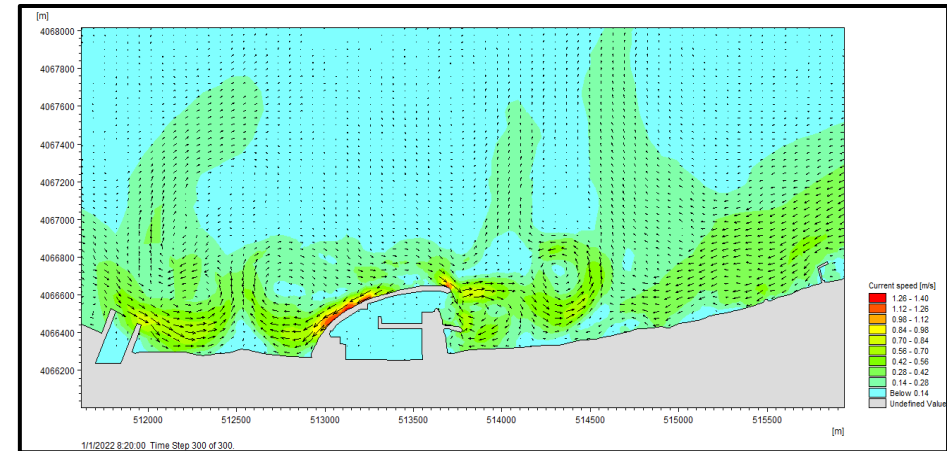 [m]
4068000
4067800
4067600
4067400
4067200
4067000
4066800
4066600
4066400
4066200
512000 512500 513000 513500 514000 514500 515000 515500
[m]
Current speed [m/s]
1.26 - 1.40
1.12 - 1.26
0.98 - 1.12
0.84 - 0.98
0.70 - 0.84
0.56 - 0.70
0.42 - 0.56
0.28 - 0.42
0.14 - 0.28
Below 0.14
Undefined Value
1/1/2022 8:20:00 Time Step 300 of 300.